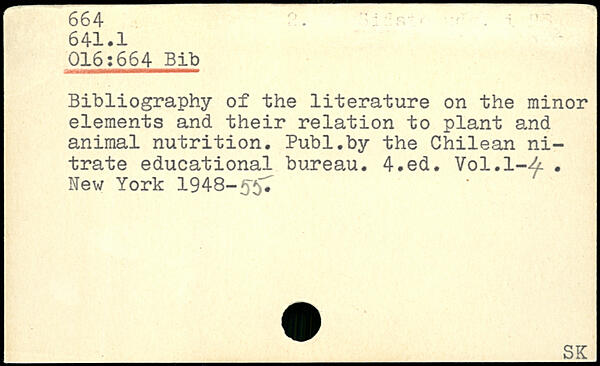 664
641.1
016:664 Bib
Bibliography of the literature on the minor
elements and their relation to plant and
animal nutrition. Publ.by the Chilean ni-
trate educational bureau. 4.ed. Vol.1-4 .
New York 1948-55.
SK